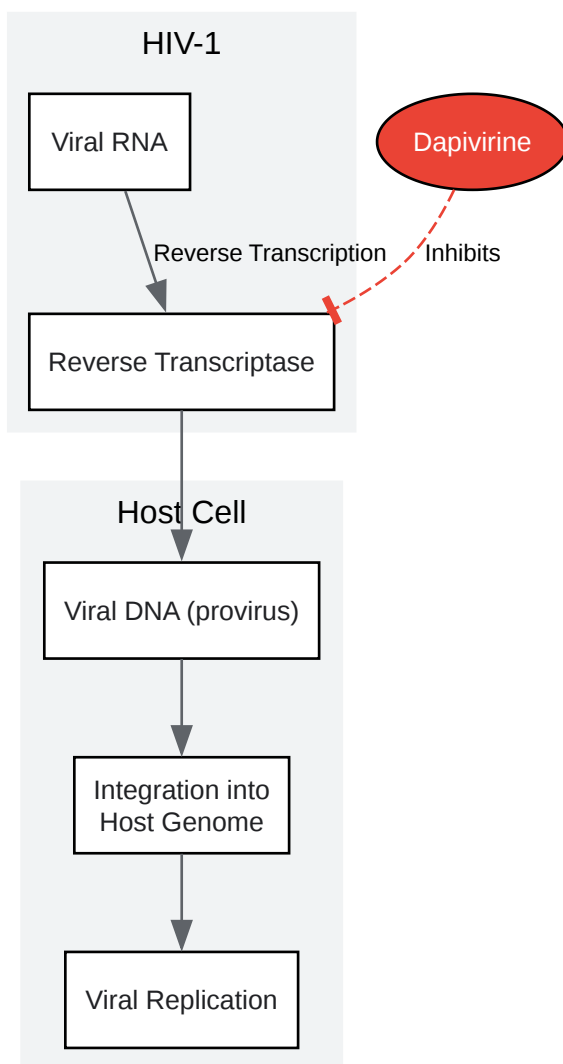 HIV-1
Viral RNA
Dapivirine
Reverse Transcription
Inhibits
Reverse Transcriptase
Host Cell
Viral DNA (provirus)
Integration into
Host Genome
Viral Replication